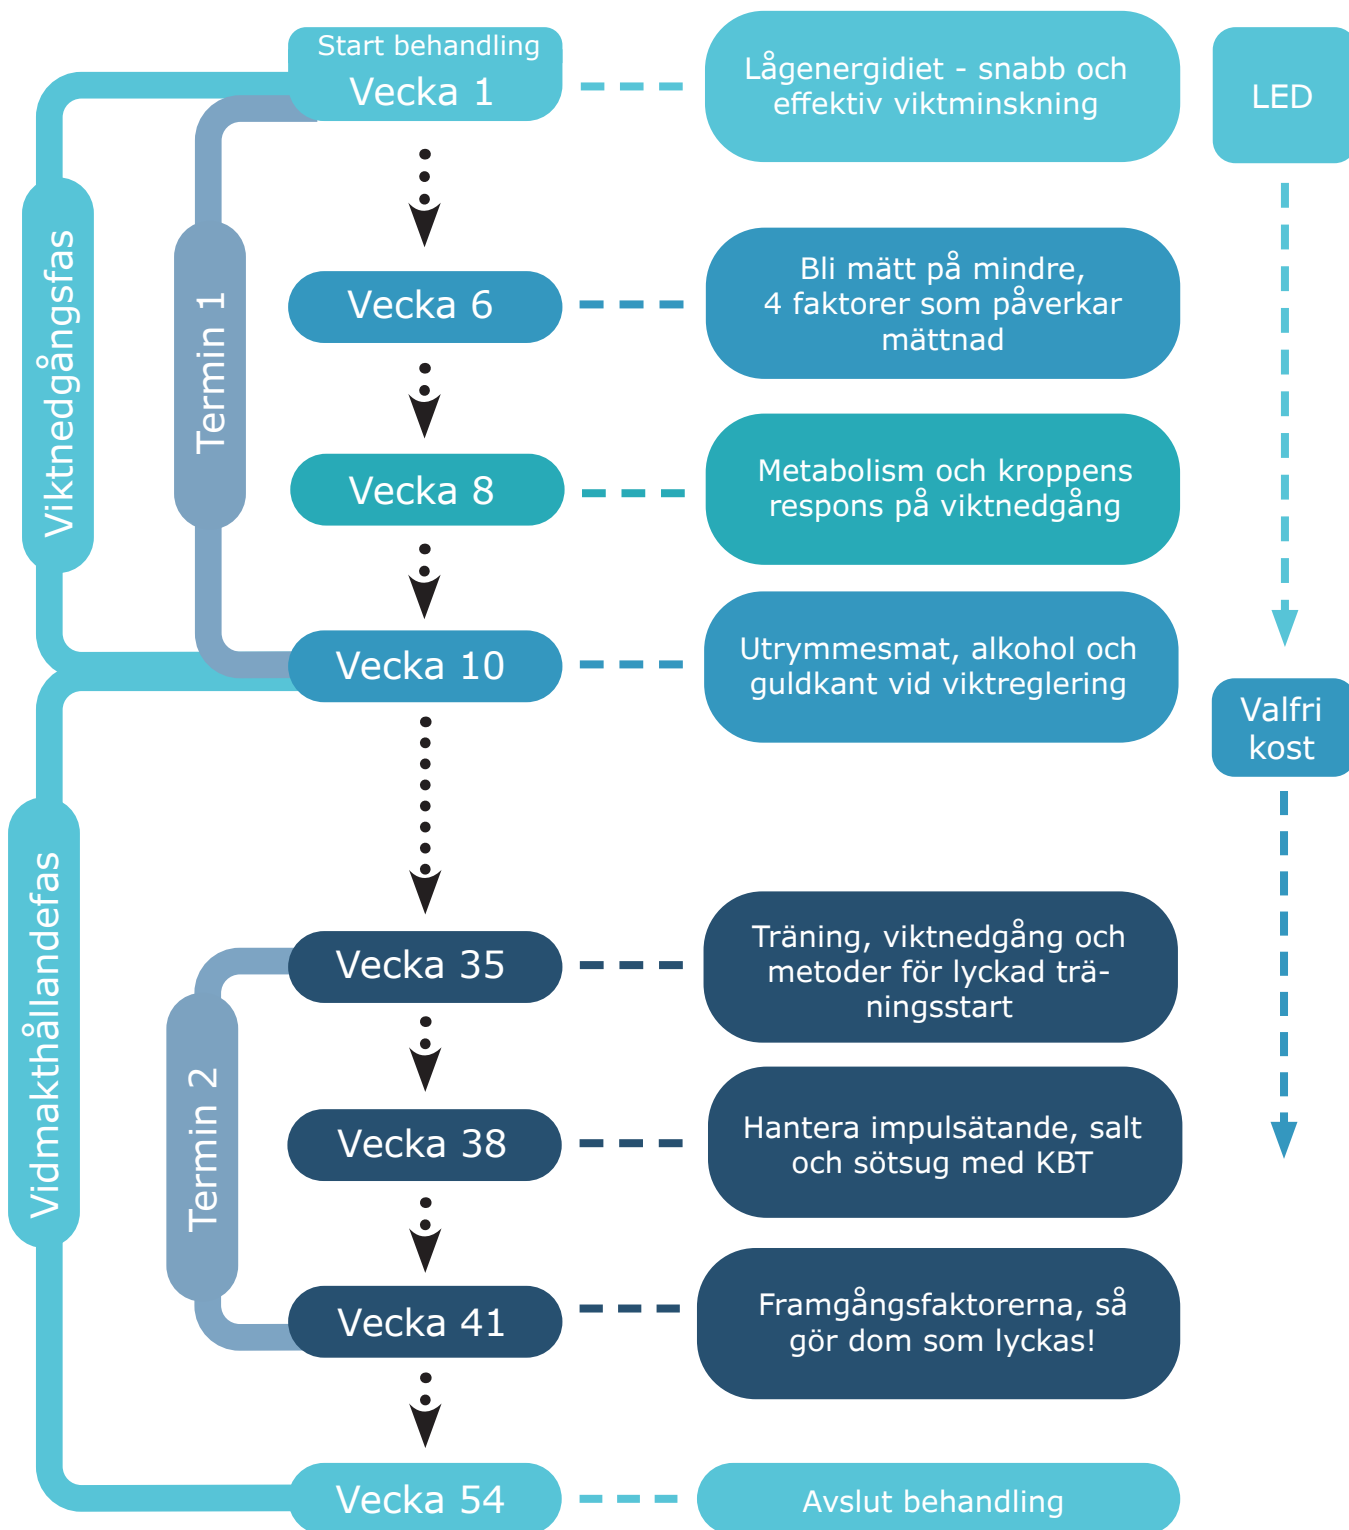 Start behandling
Vecka 1
Lågenergidiet - snabb och
effektiv viktminskning
LED
Viktnedgångsfas
Termin 1
Vecka 6
Bli mätt på mindre,
4 faktorer som påverkar
mättnad
Vecka 8
Metabolism och kroppens
respons på viktnedgång
Vecka 10
Utrymmesmat, alkohol och
guldkant vid viktreglering
Valfri
kost
Vidmakthållandefas
Termin 2
Vecka 35
Träning, viktnedgång och
metoder för lyckad trä-
ningsstart
Vecka 38
Hantera impulsätande, salt
och sötsug med KBT
Vecka 41
Framgångsfaktorerna, så
gör dom som lyckas!
Vecka 54
Avslut behandling